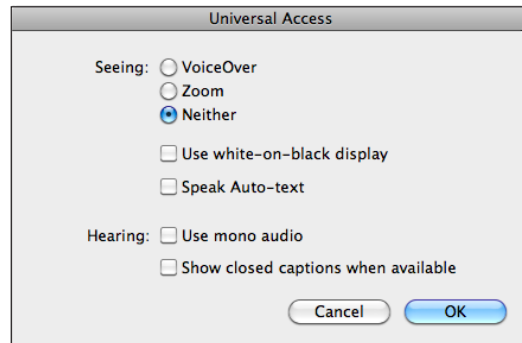 Universal Access
Seeing: VoiceOver
Zoom
Neither
Use white-on-black display
Speak Auto-text
Hearing: Use mono audio
Show closed captions when available
Cancel OK